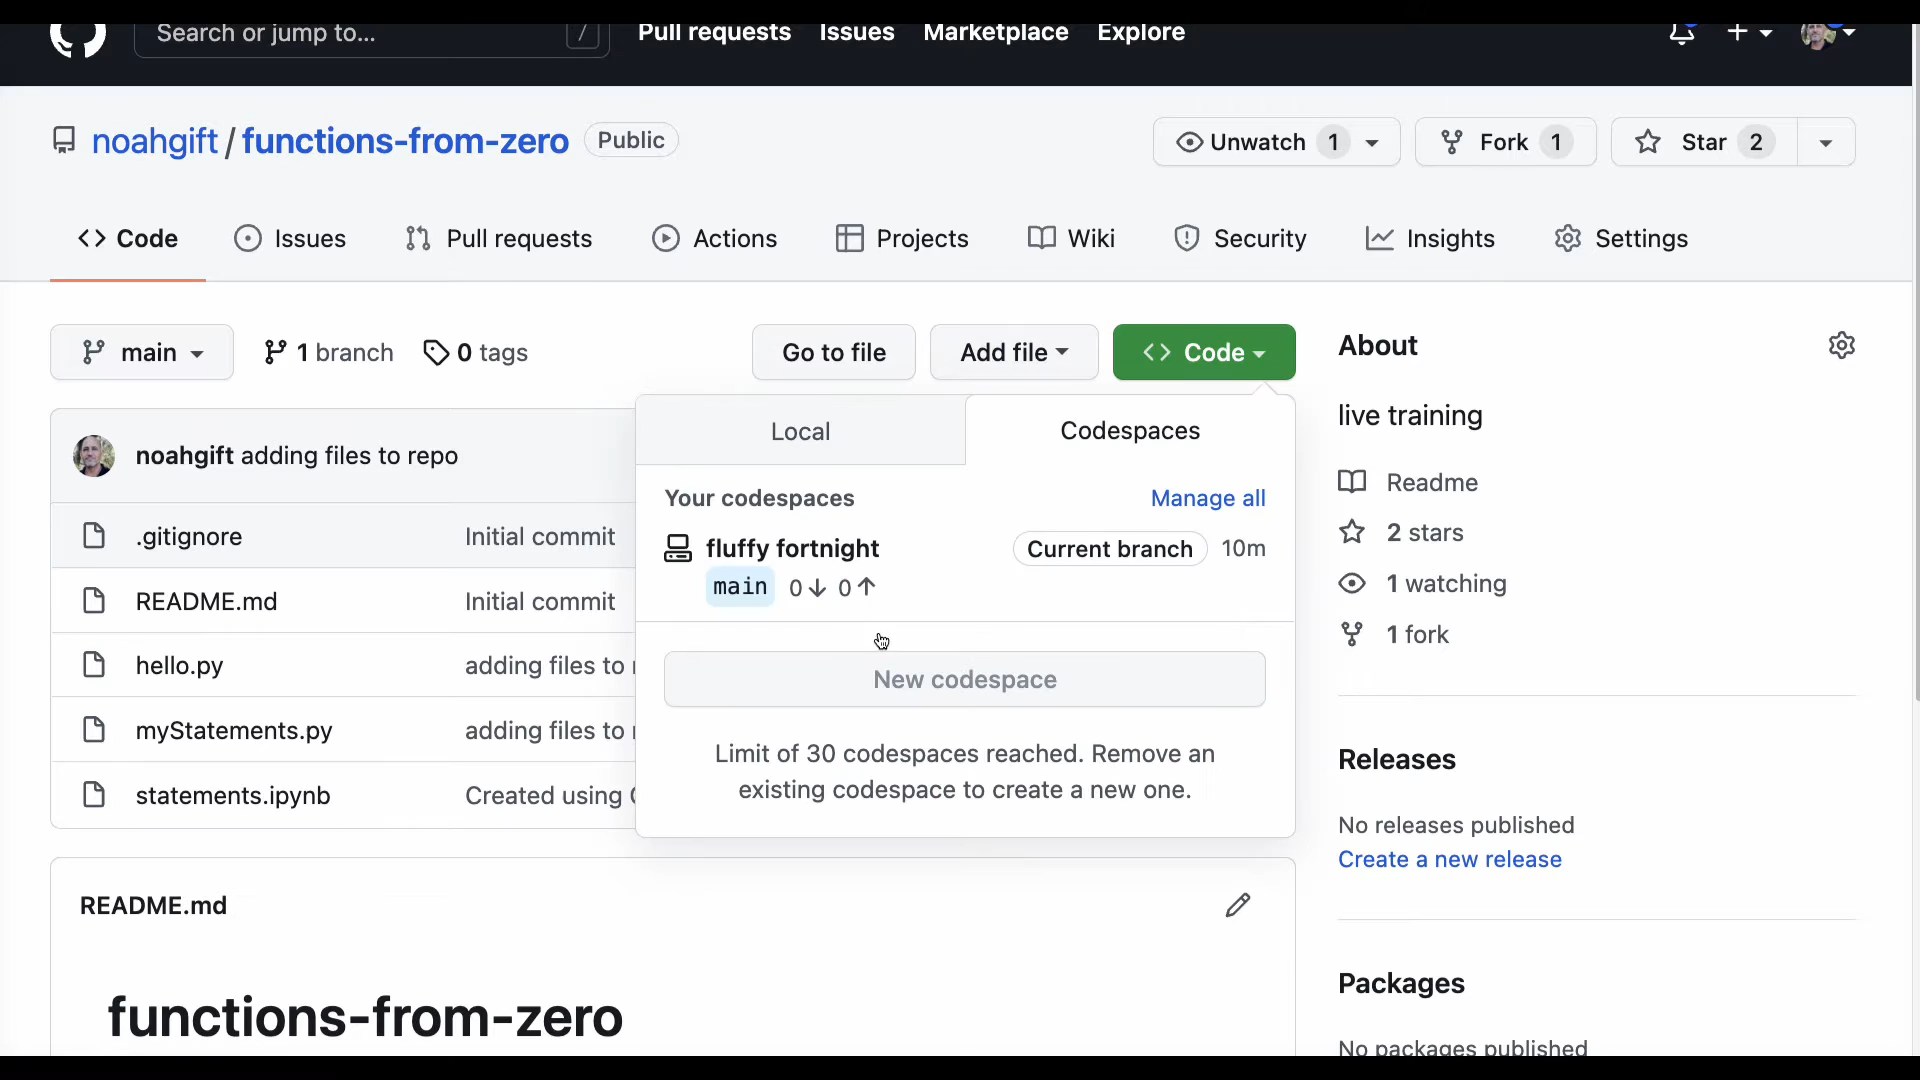 Search or jump to... / Pull requests Issues Marketplace Explore
noahgift / functions-from-zero Public Unwatch 1 Fork 1 Star 2
<> Code Issues Pull requests Actions Projects Wiki Security Insights Settings
main 1 branch 0 tags Go to file Add file <> Code
noahgift adding files to repo
.gitignore Initial commit
README.md Initial commit
hello.py adding files to
myStatements.py adding files to
statements.ipynb Created using
Local Codespaces
Your codespaces Manage all
fluffy fortnight Current branch 10m
main 0↓ 0↑
New codespace
Limit of 30 codespaces reached. Remove an
existing codespace to create a new one.
README.md
functions-from-zero
About
live training
Readme
2 stars
1 watching
1 fork
Releases
No releases published
Create a new release
Packages
No packages published